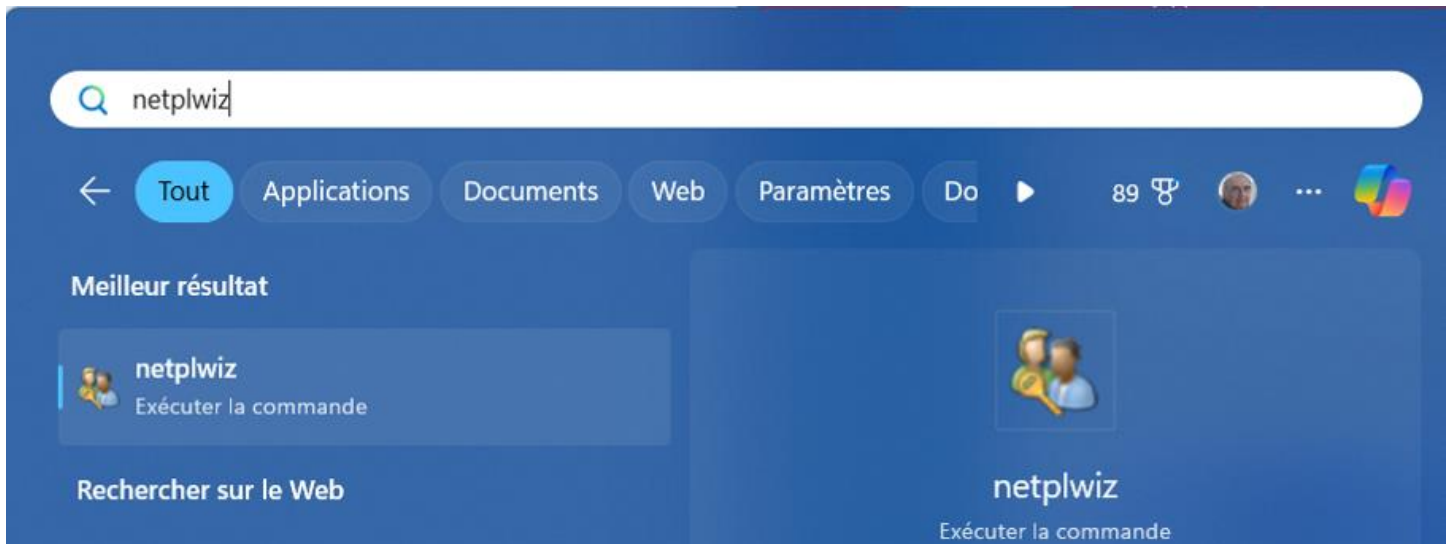 netplwiz
Tout Applications Documents Web Paramètres Do 89
Meilleur résultat
netplwiz
Exécuter la commande
Rechercher sur le Web
netplwiz
Exécuter la commande